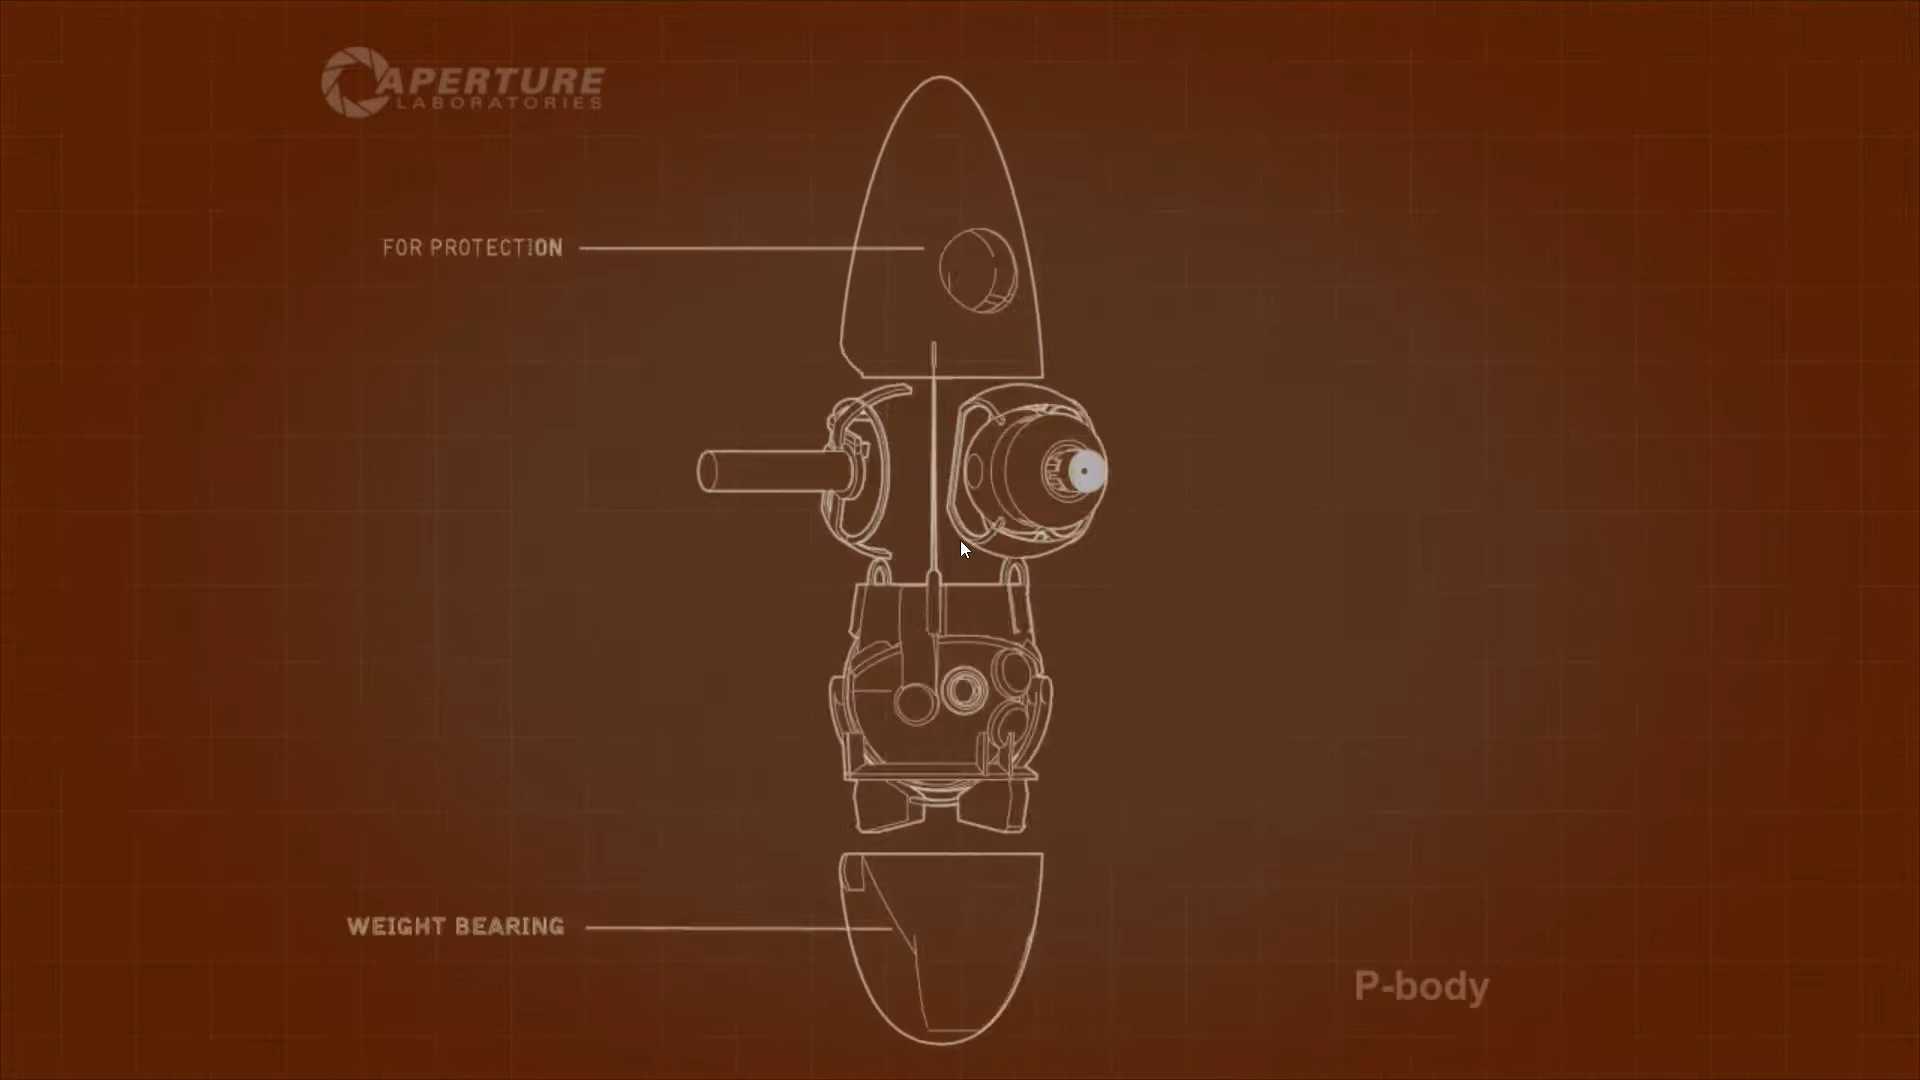 APERTURE
LABORATORIES
FOR PROTECTION
WEIGHT BEARING
P-body